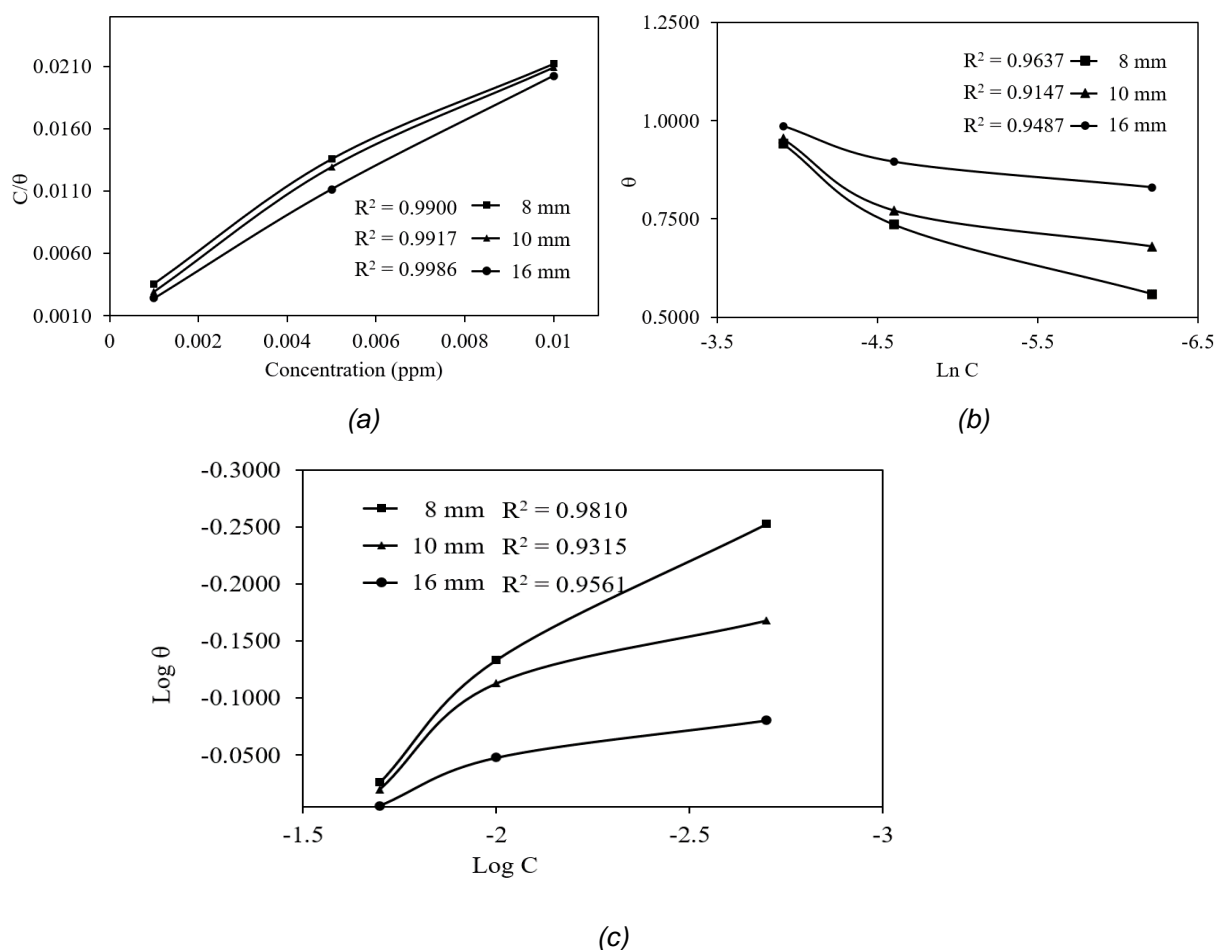 0.0210
0.0160
0.0110
0.0060
0.0010
C/θ
R² = 0.9900 8 mm
R² = 0.9917 10 mm
R² = 0.9986 16 mm
0 0.002 0.004 0.006 0.008 0.01
Concentration (ppm)
(a)
1.2500
1.0000
0.7500
0.5000
θ
R² = 0.9637 8 mm
R² = 0.9147 10 mm
R² = 0.9487 16 mm
-3.5 -4.5 -5.5 -6.5
Ln C
(b)
-0.3000
-0.2500
-0.2000
-0.1500
-0.1000
-0.0500
Log θ
8 mm R² = 0.9810
10 mm R² = 0.9315
16 mm R² = 0.9561
-1.5 -2 -2.5 -3
Log C
(c)